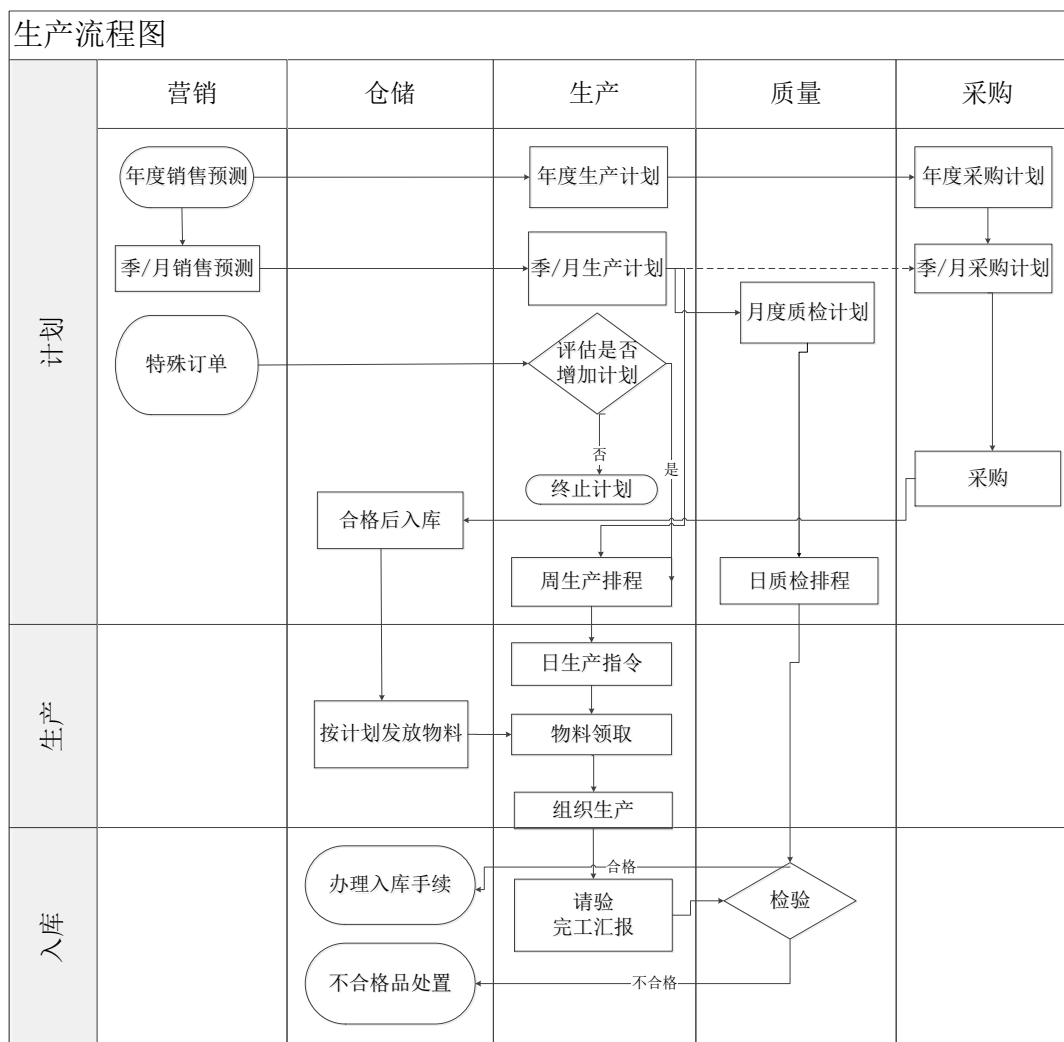 生产流程图
营销
仓储
生产
质量
采购
计划
年度销售预测
年度生产计划
年度采购计划
季/月销售预测
季/月生产计划
季/月采购计划
月度质检计划
特殊订单
评估是否
增加计划
否
是
终止计划
采购
合格后入库
周生产排程
日质检排程
生产
日生产指令
按计划发放物料
物料领取
组织生产
入库
办理入库手续
合格
请验
完工汇报
检验
不合格品处置
不合格